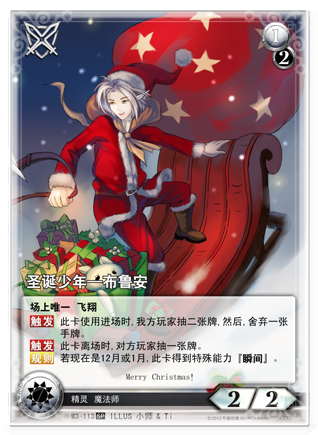 1
2
圣诞少年—布鲁安
场上唯一 飞翔
触发 此卡使用进场时,我方玩家抽二张牌,然后,舍弃一张
手牌。
触发 此卡离场时,对方玩家抽一张牌。
规则 若现在是12月或1月,此卡得到特殊能力『瞬间』。
Merry Christmas!
精灵 魔法师
2 / 2
SP ILLUS 小师 & TI